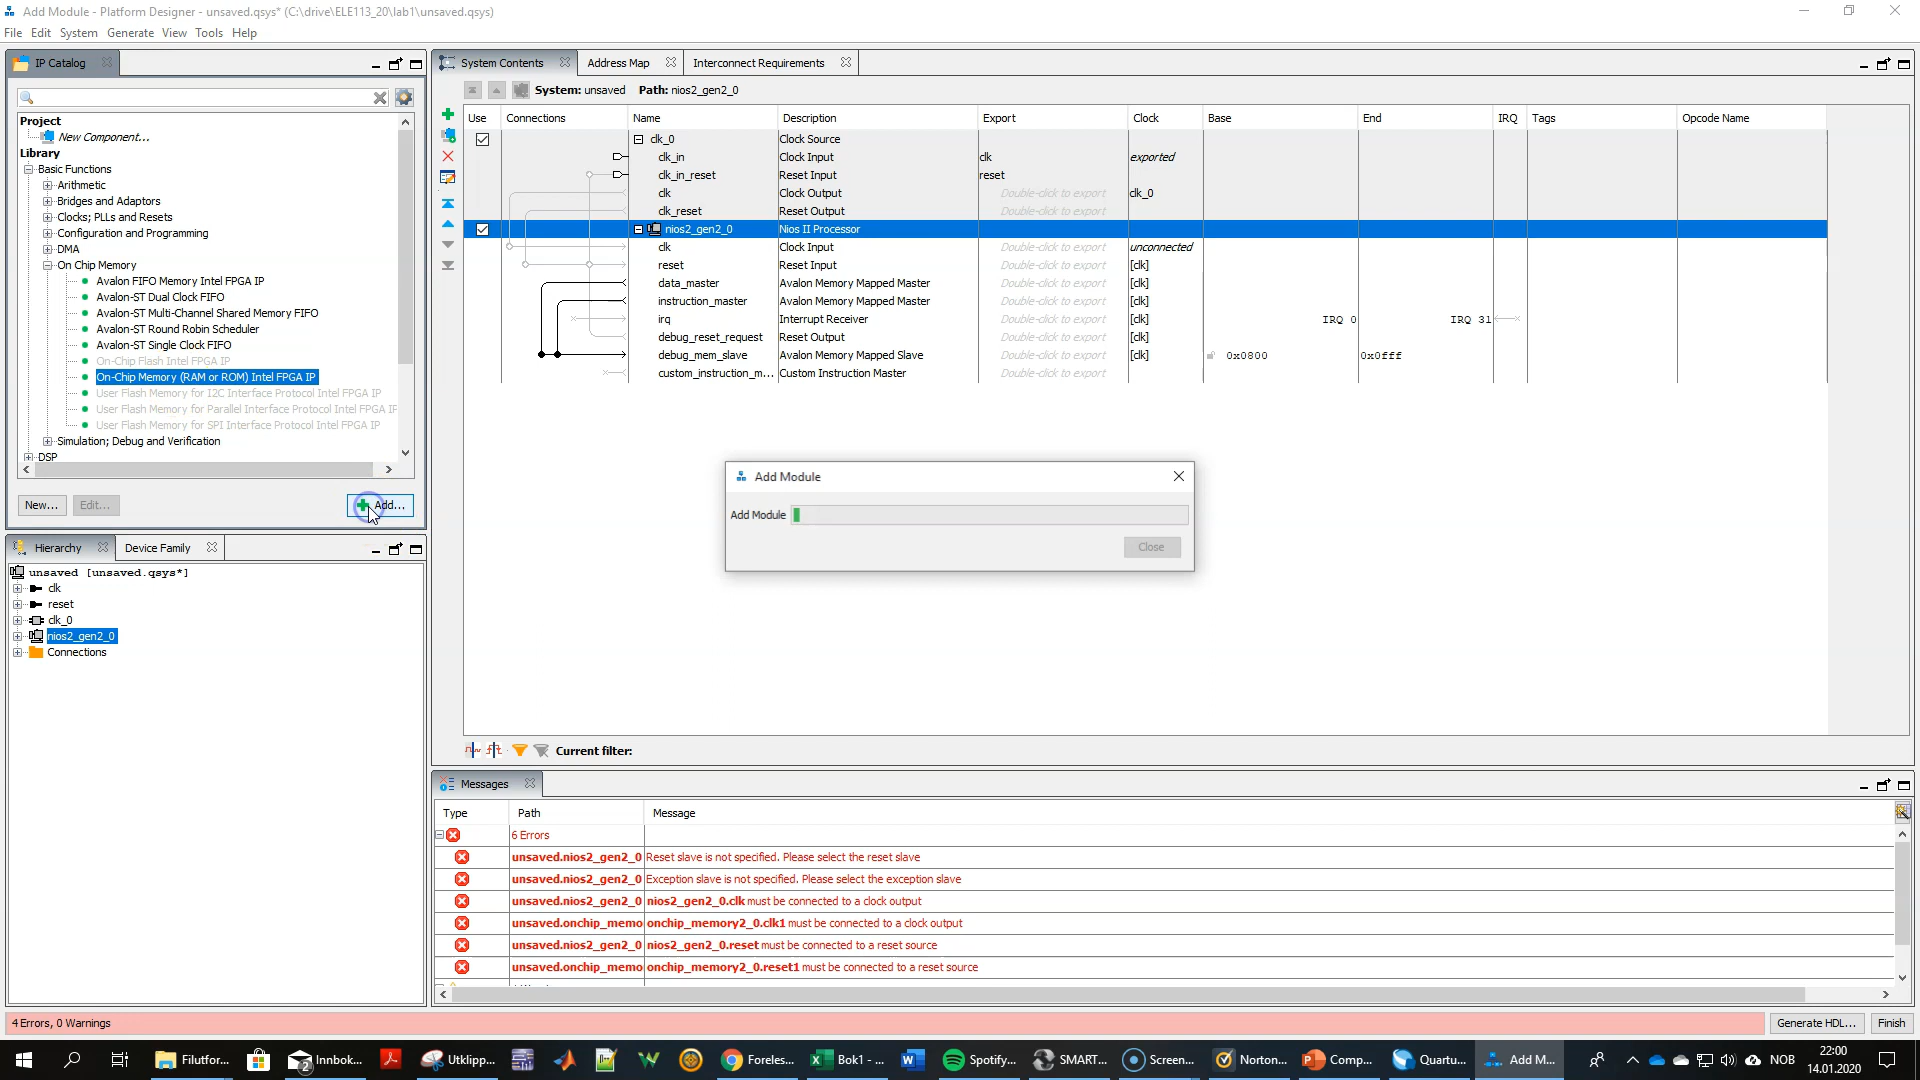 Add Module - Platform Designer - unsaved.qsys* (C:\drive\ELE113_20\lab1\unsaved.qsys)
File Edit System Generate View Tools Help
IP Catalog
Project
New Component...
Library
Basic Functions
Arithmetic
Bridges and Adaptors
Clocks; PLLs and Resets
Configuration and Programming
DMA
On Chip Memory
Avalon FIFO Memory Intel FPGA IP
Avalon-ST Dual Clock FIFO
Avalon-ST Multi-Channel Shared Memory FIFO
Avalon-ST Round Robin Scheduler
Avalon-ST Single Clock FIFO
On-Chip Flash Intel FPGA IP
On-Chip Memory (RAM or ROM) Intel FPGA IP
User Flash Memory for I2C Interface Protocol Intel FPGA IP
User Flash Memory for Parallel Interface Protocol Intel FPGA IF
User Flash Memory for SPI Interface Protocol Intel FPGA IP
Simulation; Debug and Verification
DSP
New... Edit... Add...
Hierarchy Device Family
unsaved [unsaved.qsys*]
clk
reset
clk_0
nios2_gen2_0
Connections
System Contents Address Map Interconnect Requirements
System: unsaved Path: nios2_gen2_0
Use Connections Name Description Export Clock Base End IRQ Tags Opcode Name
clk_0 Clock Source
clk_in Clock Input clk exported
clk_in_reset Reset Input reset
clk Clock Output Double-click to export clk_0
clk_reset Reset Output Double-click to export
nios2_gen2_0 Nios II Processor
clk Clock Input Double-click to export unconnected
reset Reset Input Double-click to export [clk]
data_master Avalon Memory Mapped Master Double-click to export [clk]
instruction_master Avalon Memory Mapped Master Double-click to export [clk]
irq Interrupt Receiver Double-click to export [clk] IRQ 0 IRQ 31
debug_reset_request Reset Output Double-click to export [clk]
debug_mem_slave Avalon Memory Mapped Slave Double-click to export [clk] 0x0800 0x0fff
custom_instruction_m... Custom Instruction Master Double-click to export
Add Module
Add Module
Close
Current filter:
Messages
Type Path Message
6 Errors
unsaved.nios2_gen2_0 Reset slave is not specified. Please select the reset slave
unsaved.nios2_gen2_0 Exception slave is not specified. Please select the exception slave
unsaved.nios2_gen2_0 nios2_gen2_0.clk must be connected to a clock output
unsaved.onchip_memo onchip_memory2_0.clk1 must be connected to a clock output
unsaved.nios2_gen2_0 nios2_gen2_0.reset must be connected to a reset source
unsaved.onchip_memo onchip_memory2_0.reset1 must be connected to a reset source
4 Errors, 0 Warnings
Generate HDL... Finish
Filutfor... 2 Innbok... Utklipp... Foreles... Bok1 - ... Spotify... SMART... Screen... Norton... Comp... Quartu... Add M... NOB 22:00
14.01.2020